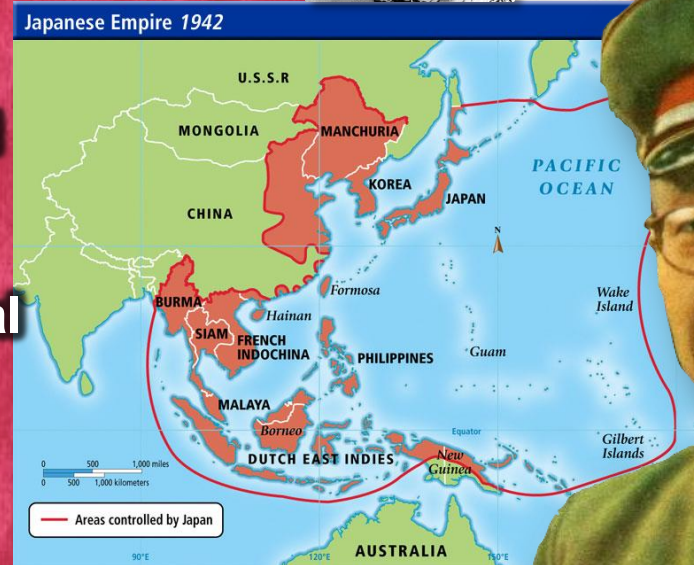 Japanese Empire 1942
U.S.S.R
MONGOLIA
MANCHURIA
KOREA
JAPAN
PACIFIC
OCEAN
CHINA
BURMA
Formosa
Hainan
Wake
Island
SIAM
FRENCH
INDOCHINA
PHILIPPINES
Guam
MALAYA
Borneo
Equator
DUTCH EAST INDIES
New
Guinea
Gilbert
Islands
0 500 1,000 miles
0 500 1,000 kilometers
Areas controlled by Japan
N
al
AUSTRALIA
90°E 120°E 150°E